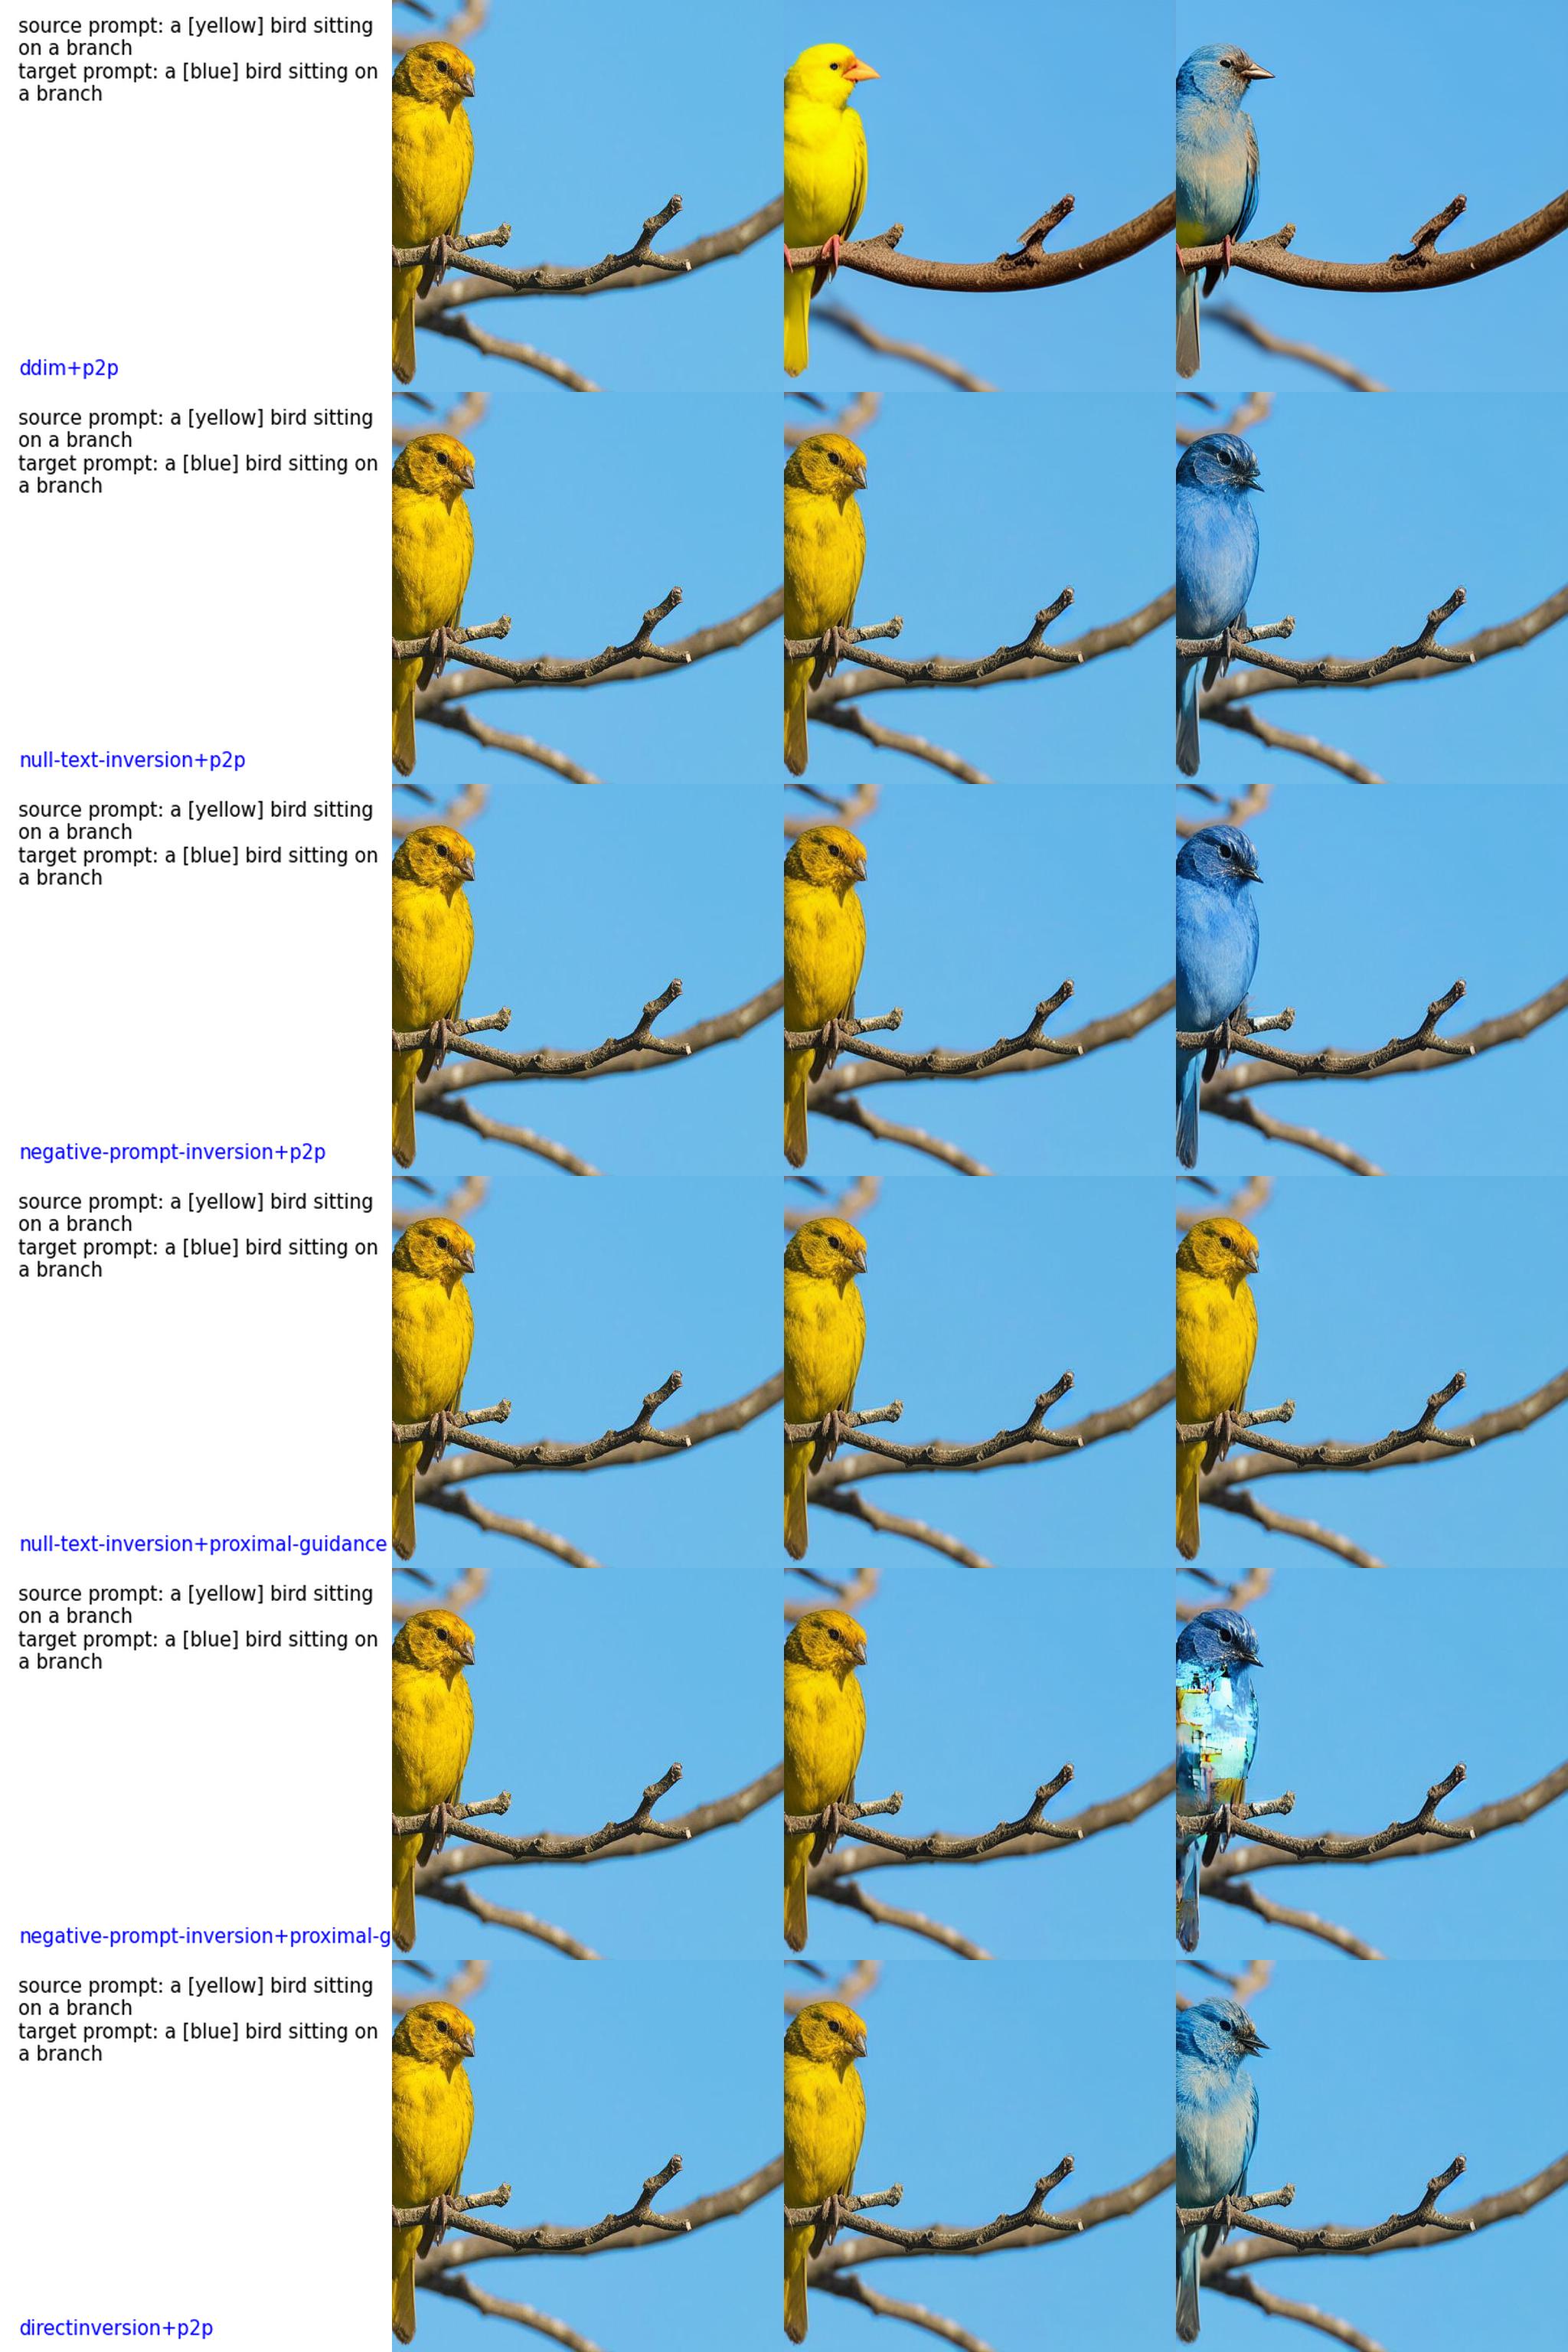 source prompt: a [yellow] bird sitting
on a branch
target prompt: a [blue] bird sitting on
a branch
ddim+p2p
source prompt: a [yellow] bird sitting
on a branch
target prompt: a [blue] bird sitting on
a branch
null-text-inversion+p2p
source prompt: a [yellow] bird sitting
on a branch
target prompt: a [blue] bird sitting on
a branch
negative-prompt-inversion+p2p
source prompt: a [yellow] bird sitting
on a branch
target prompt: a [blue] bird sitting on
a branch
null-text-inversion+proximal-guidance
source prompt: a [yellow] bird sitting
on a branch
target prompt: a [blue] bird sitting on
a branch
negative-prompt-inversion+proximal-g
source prompt: a [yellow] bird sitting
on a branch
target prompt: a [blue] bird sitting on
a branch
directinversion+p2p